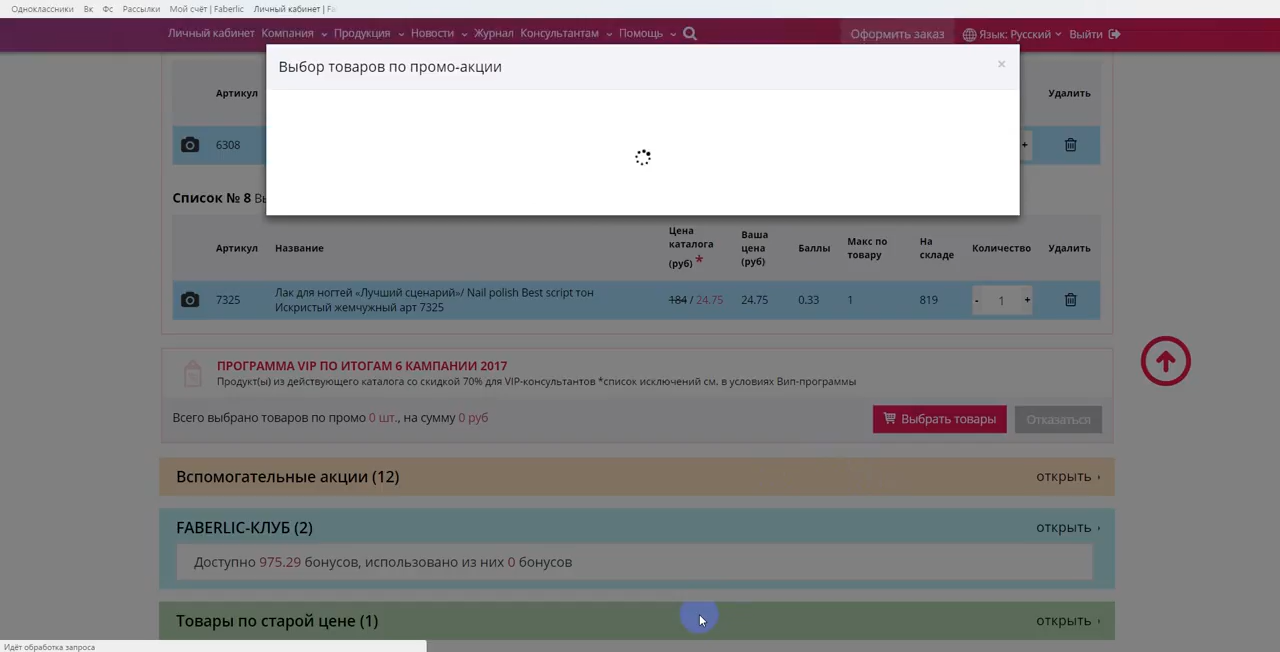 Одноклассники Вк Фс Рассылки Мой счёт | Faberlic Личный кабинет | Fa
Личный кабинет Компания Продукция Новости Журнал Консультантам Помощь Оформить заказ Язык: Русский Выйти
Выбор товаров по промо-акции ×
Артикул Удалить
6308 +
Список № 8
Артикул Название Цена каталога (руб) * Ваша цена (руб) Баллы Макс по товару На складе Количество Удалить
7325 Лак для ногтей «Лучший сценарий»/ Nail polish Best script тон Искристый жемчужный арт 7325 184 / 24.75 24.75 0.33 1 819 - 1 +
ПРОГРАММА VIP ПО ИТОГАМ 6 КАМПАНИИ 2017
Продукт(ы) из действующего каталога со скидкой 70% для VIP-консультантов *список исключений см. в условиях Вип-программы
Всего выбрано товаров по промо 0 шт., на сумму 0 руб Выбрать товары Отказаться
Вспомогательные акции (12) открыть
FABERLIC-КЛУБ (2) открыть
Доступно 975.29 бонусов, использовано из них 0 бонусов
Товары по старой цене (1) открыть
Идёт обработка запроса